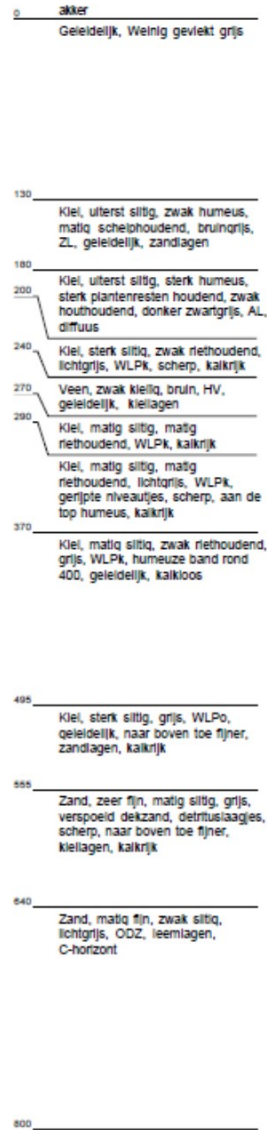 0 akker
Geleidelijk, Weinig gevlekt grijs
130
Klei, uiterst siltig, zwak humeus,
matig schelphoudend, bruingrijs,
ZL, geleidelijk, zandlagen
180
Klei, uiterst siltig, sterk humeus,
200
sterk plantenresten houdend, zwak
houthoudend, donker zwartgrijs, AL,
diffuus
240
Klei, sterk siltig, zwak riethoudend,
lichtgrijs, WLPk, scherp, kalkrijk
270
Veen, zwak kleiig, bruin, HV,
geleidelijk, kleilagen
290
Klei, matig siltig, matig
riethoudend, WLPk, kalkrijk
Klei, matig siltig, matig
riethoudend, lichtgrijs, WLPk,
gerijpte niveautjes, scherp, aan de
top humeus, kalkrijk
370
Klei, matig siltig, zwak riethoudend,
grijs, WLPk, humeuze band rond
400, geleidelijk, kalkloos
495
Klei, sterk siltig, grijs, WLPo,
geleidelijk, naar boven toe fijner,
zandlagen, kalkrijk
555
Zand, zeer fijn, matig siltig, grijs,
verspoeld dekzand, detrituslaagjes,
scherp, naar boven toe fijner,
kleilagen, kalkrijk
640
Zand, matig fijn, zwak siltig,
lichtgrijs, ODZ, leemlagen,
C-horizont
800